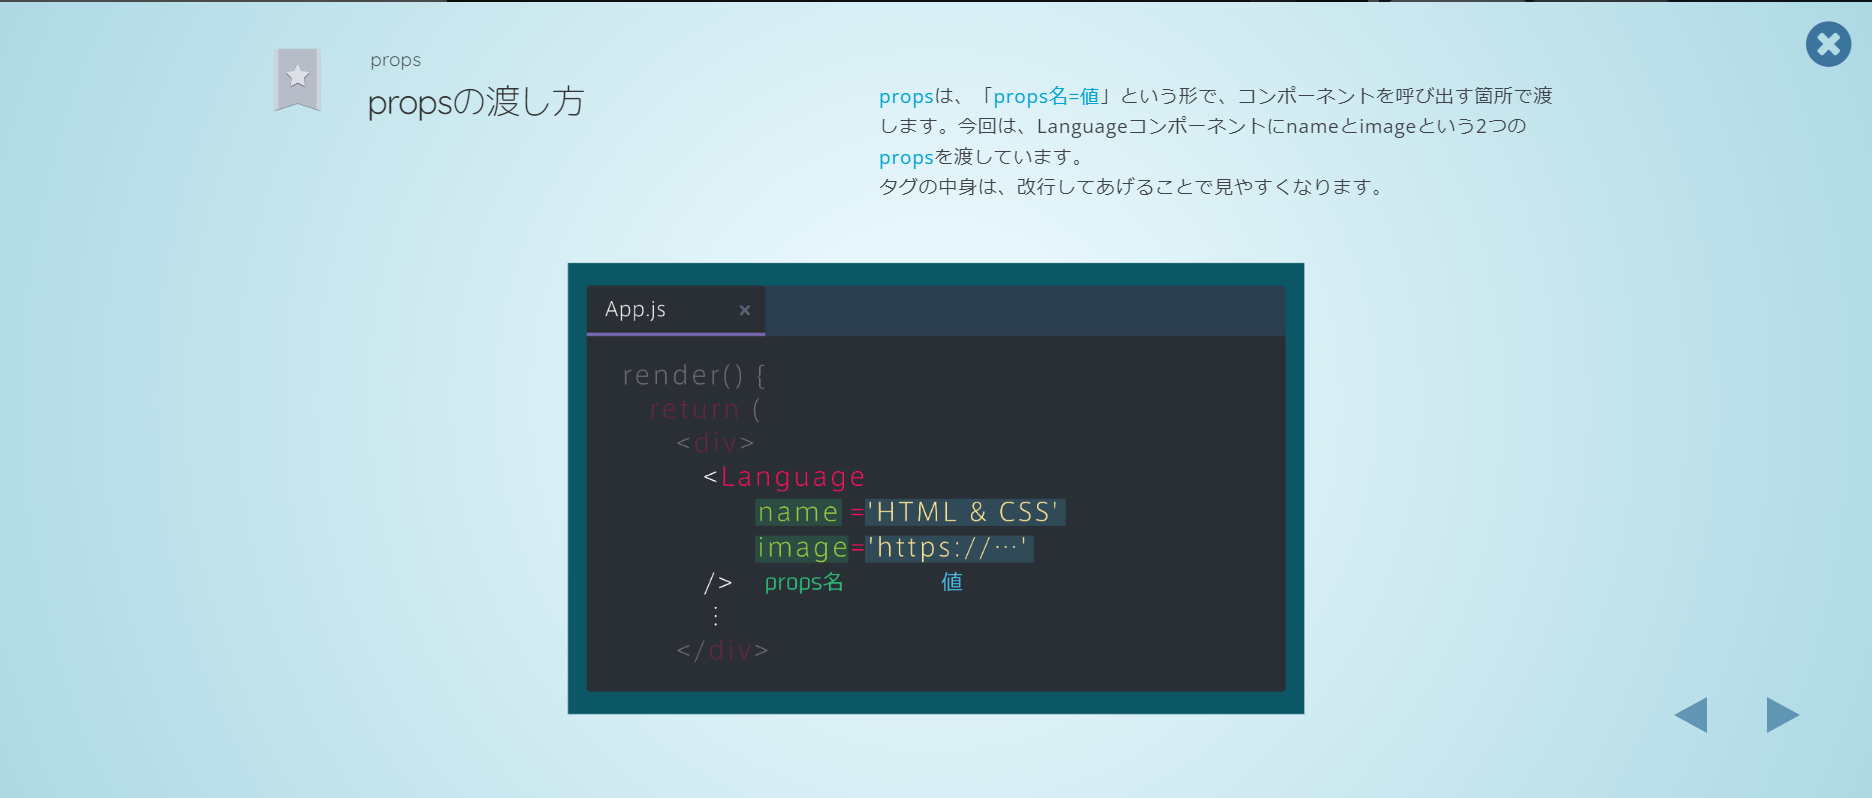 props
propsの渡し方
propsは、「props名=値」という形で、コンポーネントを呼び出す箇所で渡
します。今回は、Languageコンポーネントにnameとimageという2つの
propsを渡しています。
タグの中身は、改行してあげることで見やすくなります。
App.js ×
render() {
return (
<div>
<Language
name ='HTML & CSS'
image='https://…'
/> props名 値
⋮
</div>